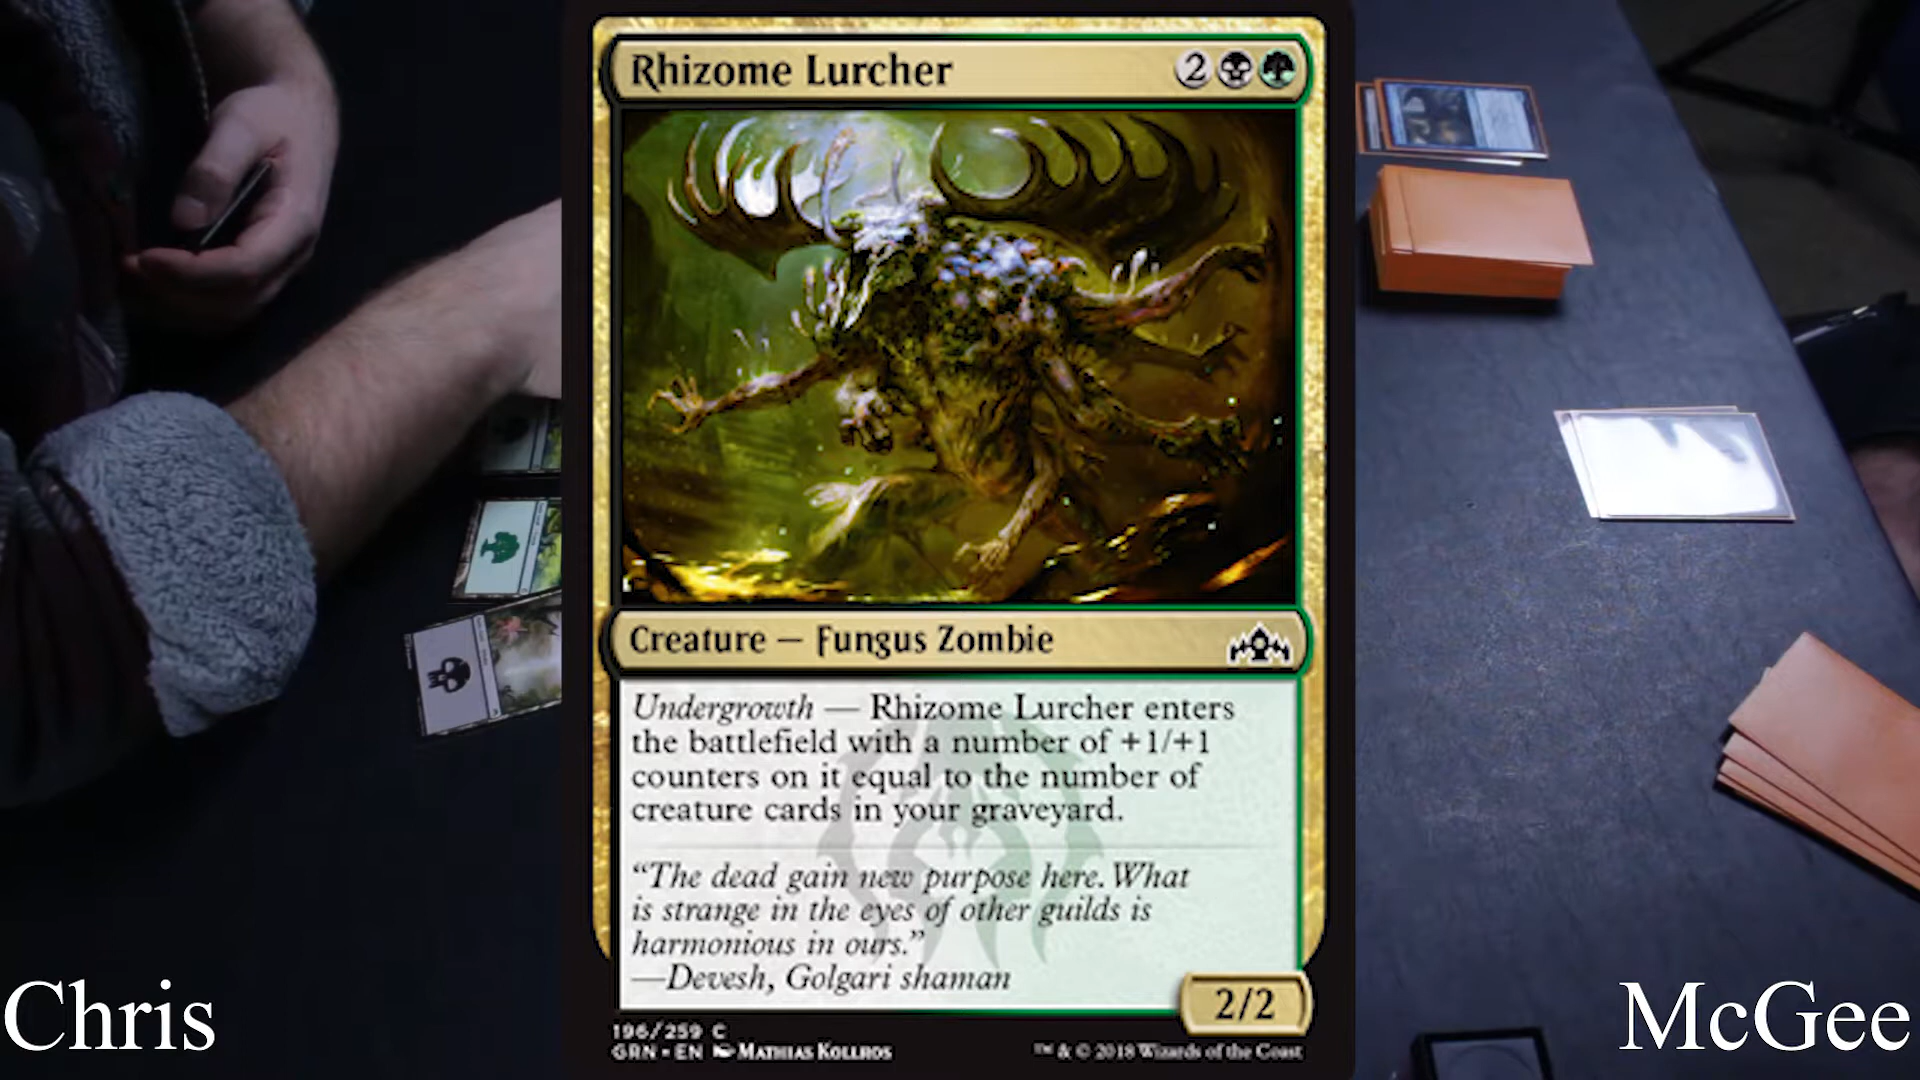 Rhizome Lurcher
2
Creature — Fungus Zombie
Undergrowth — Rhizome Lurcher enters
the battlefield with a number of +1/+1
counters on it equal to the number of
creature cards in your graveyard.
“The dead gain new purpose here. What
is strange in the eyes of other guilds is
harmonious in ours.”
—Devesh, Golgari shaman
2/2
196/259 C
GRN • EN Mathias Kollros
™ & © 2018 Wizards of the Coast
Chris
McGee